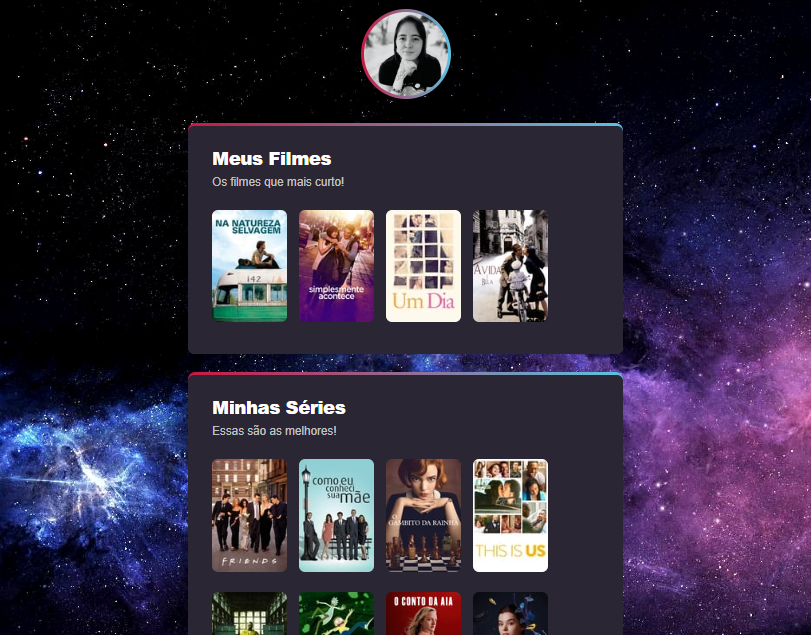 Meus Filmes
Os filmes que mais curto!
NA NATUREZA
SELVAGEM
142
simplesmente
acontece
Um Dia
A VIDA
É
BELA
Minhas Séries
Essas são as melhores!
como eu
conheci
sua mãe
O
GAMBITO DA RAINHA
THIS IS US
FRIENDS
O CONTO DA AIA